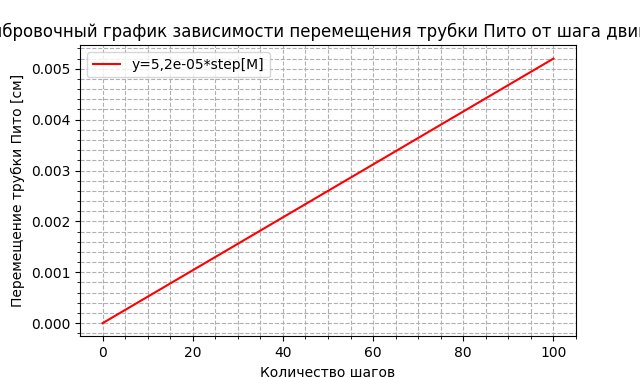 бровочный график зависимости перемещения трубки Пито от шага дви
y=5,2e-05*step[М]
Перемещение трубки Пито [см]
0.005
0.004
0.003
0.002
0.001
0.000
0 20 40 60 80 100
Количество шагов